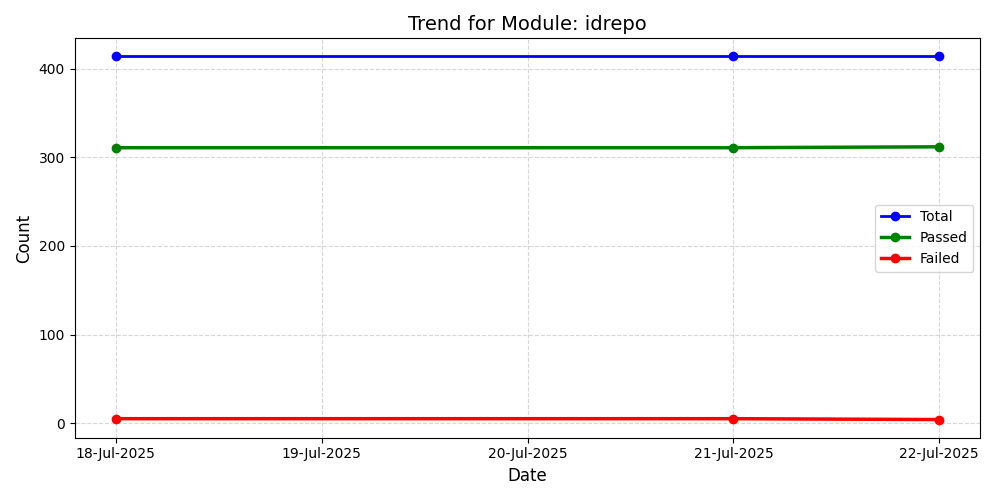 Trend for Module: idrepo
Count
400
300
200
100
0
Total
Passed
Failed
18-Jul-2025
19-Jul-2025
20-Jul-2025
21-Jul-2025
22-Jul-2025
Date